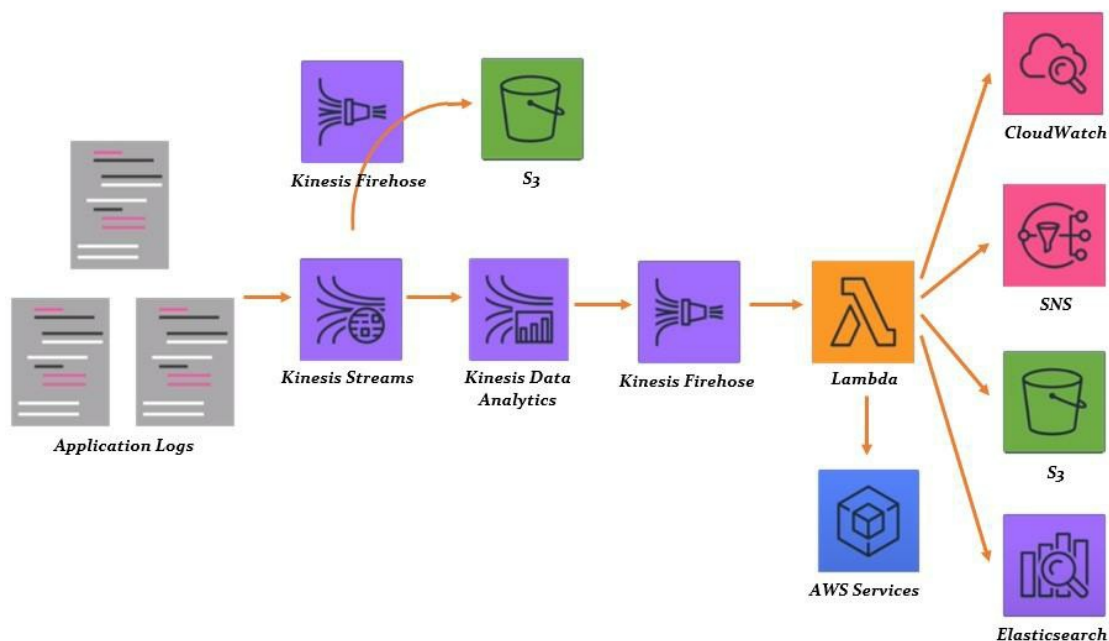 CloudWatch
Kinesis Firehose
S3
SNS
Kinesis Streams
Kinesis Data
Analytics
Kinesis Firehose
Lambda
Application Logs
S3
AWS Services
Elasticsearch